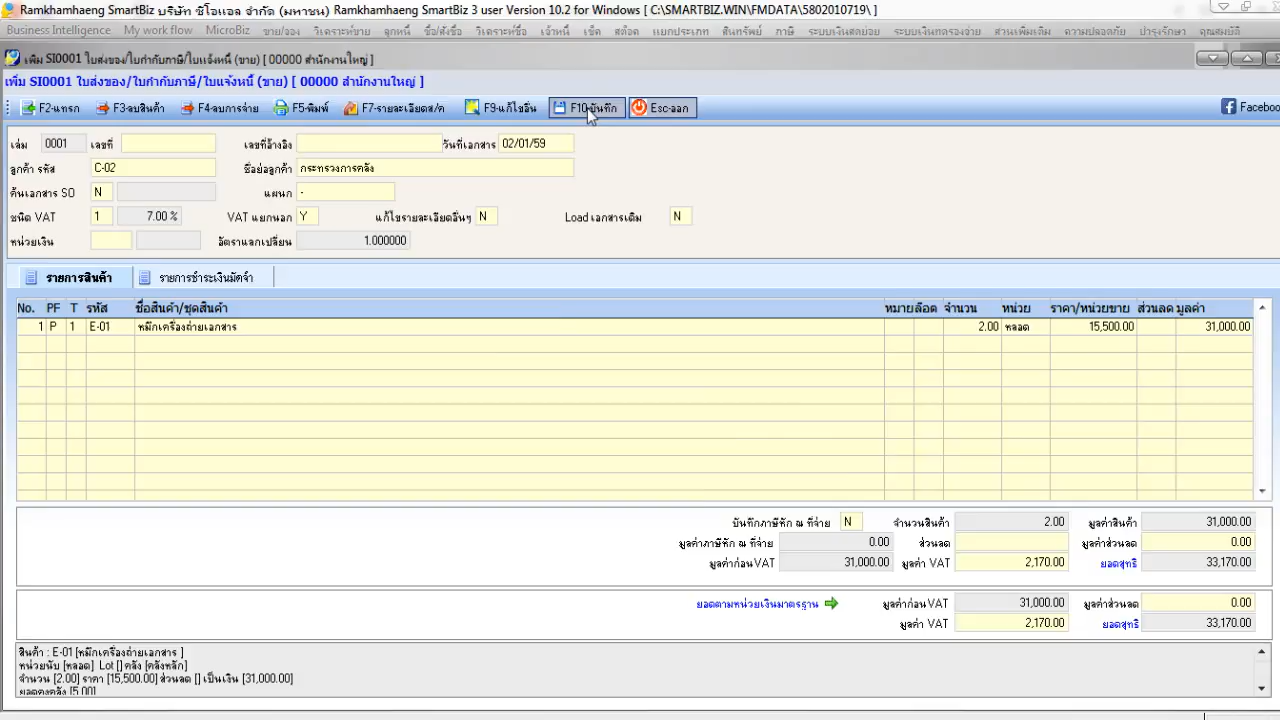 Ramkhamhaeng SmartBiz บริษัท ซีโอแอล จำกัด (มหาชน) Ramkhamhaeng SmartBiz 3 user Version 10.2 for Windows [ C:\SMARTBIZ.WIN\FMDATA\5802010719\ ]
Business Intelligence My work flow MicroBiz ขาย/จอง วิเคราะห์ขาย ลูกหนี้ ซื้อ/สั่งซื้อ วิเคราะห์ซื้อ เจ้าหนี้ เช็ค สต็อค แยกประเภท สินทรัพย์ ภาษี ระบบเงินสดย่อย ระบบเงินทดรองจ่าย ส่วนเพิ่มเติม ความปลอดภัย บำรุงรักษา คุณสมบัติ
เพิ่ม SI0001 ใบส่งของ/ใบกำกับภาษี/ใบแจ้งหนี้ (ขาย) [ 00000 สำนักงานใหญ่ ]
เพิ่ม SI0001 ใบส่งของ/ใบกำกับภาษี/ใบแจ้งหนี้ (ขาย) [ 00000 สำนักงานใหญ่ ]
F2-แทรก F3-ลบสินค้า F4-ลบการจ่าย F5-พิมพ์ F7-รายละเอียดส/ค F9-แก้ไขอื่น F10-บันทึก Esc-ออก Facebo
เล่ม 0001 เลขที่ เลขที่อ้างอิง วันที่เอกสาร 02/01/59
ลูกค้า รหัส C-02 ชื่อย่อลูกค้า กระทรวงการคลัง
ค้นเอกสาร SO N แผนก -
ชนิด VAT 1 7.00 % VAT แยกนอก Y แก้ไขรายละเอียดอื่นๆ N Load เอกสารเดิม N
หน่วยเงิน อัตราแลกเปลี่ยน 1.000000
รายการสินค้า รายการชำระเงินมัดจำ
No. PF T รหัส ชื่อสินค้า/ชุดสินค้า หมายล๊อด จำนวน หน่วย ราคา/หน่วยขาย ส่วนลด มูลค่า
1 P 1 E-01 หมึกเครื่องถ่ายเอกสาร 2.00 หลอด 15,500.00 31,000.00
บันทึกภาษีหัก ณ ที่จ่าย N จำนวนสินค้า 2.00 มูลค่าสินค้า 31,000.00
มูลค่าภาษีหัก ณ ที่จ่าย 0.00 ส่วนลด มูลค่าส่วนลด 0.00
มูลค่าก่อนVAT 31,000.00 มูลค่า VAT 2,170.00 ยอดสุทธิ 33,170.00
ยอดตามหน่วยเงินมาตรฐาน มูลค่าก่อนVAT 31,000.00 มูลค่าส่วนลด 0.00
มูลค่า VAT 2,170.00 ยอดสุทธิ 33,170.00
สินค้า : E-01 [หมึกเครื่องถ่ายเอกสาร ]
หน่วยนับ [หลอด] Lot [] คลัง [คลังหลัก]
จำนวน [2.00] ราคา [15,500.00] ส่วนลด [] เป็นเงิน [31,000.00]
ยอดคงคลัง [5.00]